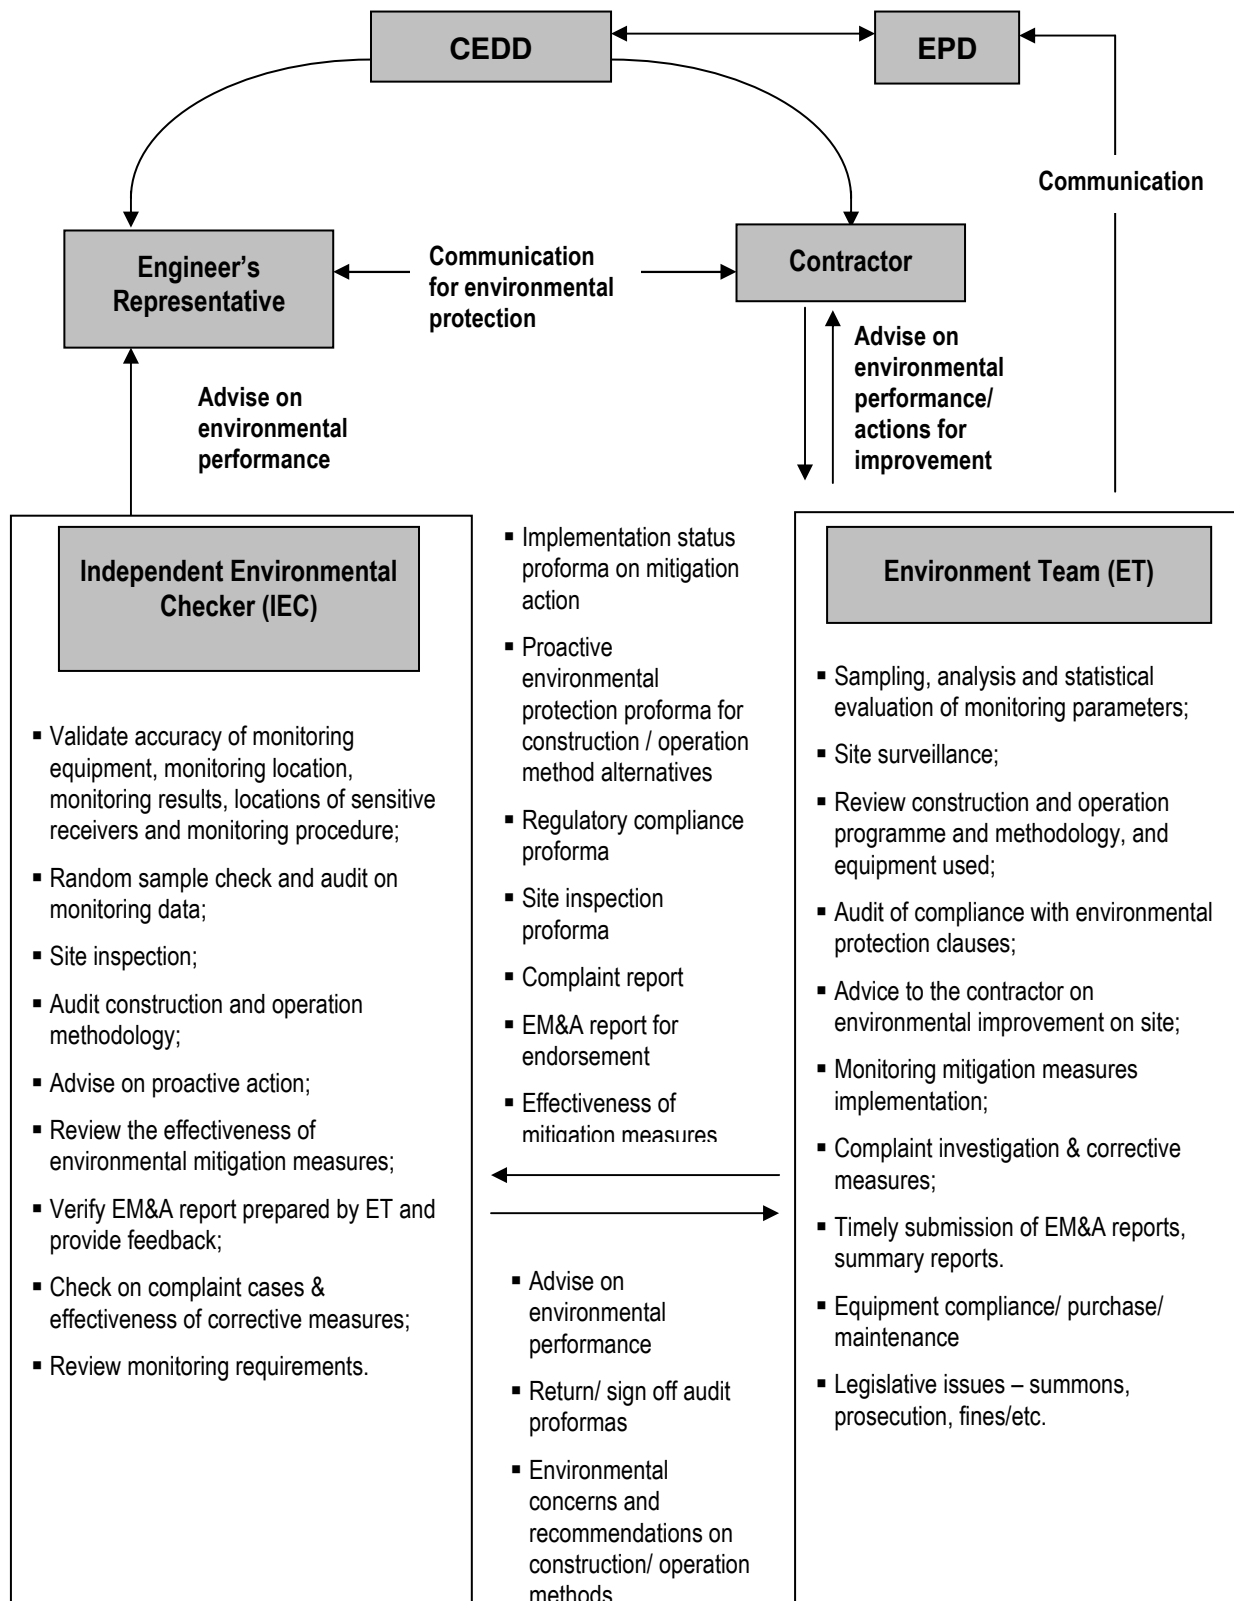 CEDD
EPD
Communication
Engineer’s
Representative
Communication
for environmental
protection
Contractor
Advise on
environmental
performance
Advise on
environmental
performance/
actions for
improvement
Independent Environmental
Checker (IEC)
▪ Validate accuracy of monitoring
equipment, monitoring location,
monitoring results, locations of sensitive
receivers and monitoring procedure;
▪ Random sample check and audit on
monitoring data;
▪ Site inspection;
▪ Audit construction and operation
methodology;
▪ Advise on proactive action;
▪ Review the effectiveness of
environmental mitigation measures;
▪ Verify EM&A report prepared by ET and
provide feedback;
▪ Check on complaint cases &
effectiveness of corrective measures;
▪ Review monitoring requirements.
▪ Implementation status
proforma on mitigation
action
▪ Proactive
environmental
protection proforma for
construction / operation
method alternatives
▪ Regulatory compliance
proforma
▪ Site inspection
proforma
▪ Complaint report
▪ EM&A report for
endorsement
▪ Effectiveness of
mitigation measures
▪ Advise on
environmental
performance
▪ Return/ sign off audit
proformas
▪ Environmental
concerns and
recommendations on
construction/ operation
methods
Environment Team (ET)
▪ Sampling, analysis and statistical
evaluation of monitoring parameters;
▪ Site surveillance;
▪ Review construction and operation
programme and methodology, and
equipment used;
▪ Audit of compliance with environmental
protection clauses;
▪ Advice to the contractor on
environmental improvement on site;
▪ Monitoring mitigation measures
implementation;
▪ Complaint investigation & corrective
measures;
▪ Timely submission of EM&A reports,
summary reports.
▪ Equipment compliance/ purchase/
maintenance
▪ Legislative issues – summons,
prosecution, fines/etc.